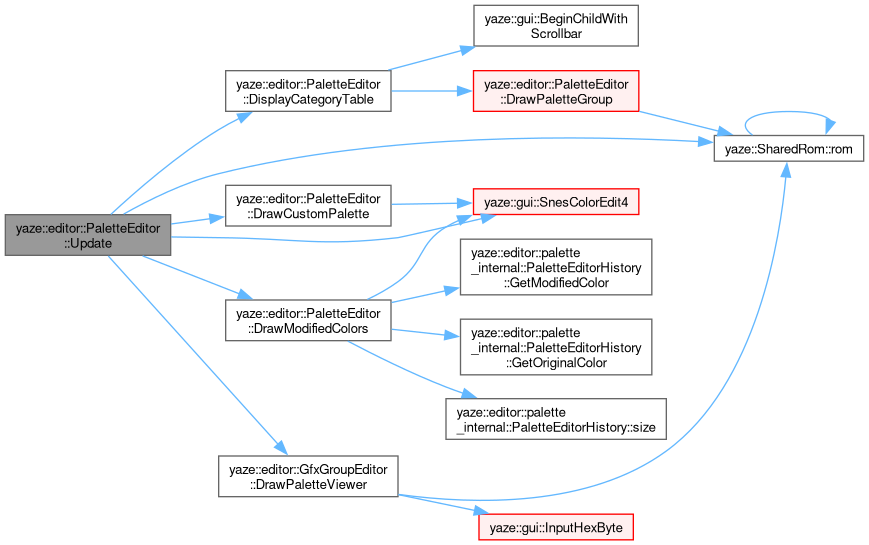 yaze::editor::PaletteEditor
::Update
yaze::editor::PaletteEditor
::DisplayCategoryTable
yaze::gui::BeginChildWith
Scrollbar
yaze::editor::PaletteEditor
::DrawPaletteGroup
yaze::SharedRom::rom
yaze::editor::PaletteEditor
::DrawCustomPalette
yaze::gui::SnesColorEdit4
yaze::editor::PaletteEditor
::DrawModifiedColors
yaze::editor::palette
_internal::PaletteEditorHistory
::GetModifiedColor
yaze::editor::palette
_internal::PaletteEditorHistory
::GetOriginalColor
yaze::editor::palette
_internal::PaletteEditorHistory::size
yaze::editor::GfxGroupEditor
::DrawPaletteViewer
yaze::gui::InputHexByte